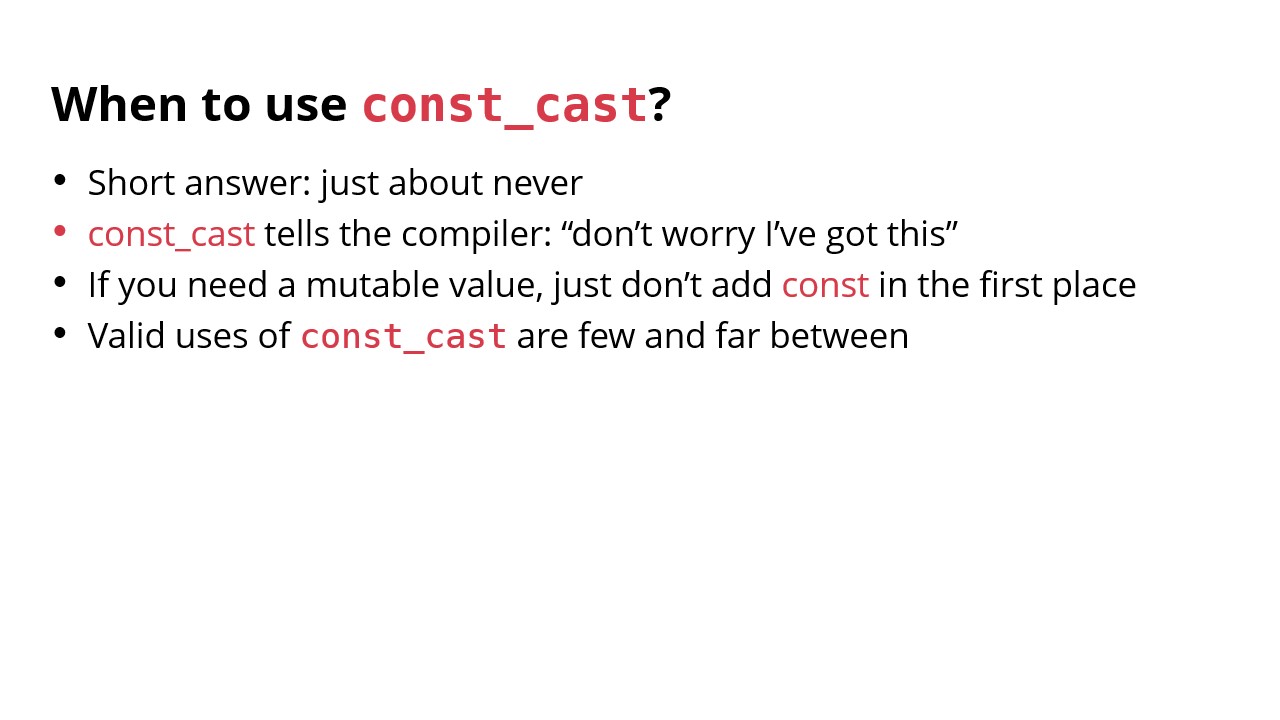 When to use const_cast?
• Short answer: just about never
• const_cast tells the compiler: “don’t worry I’ve got this”
• If you need a mutable value, just don’t add const in the first place
• Valid uses of const_cast are few and far between